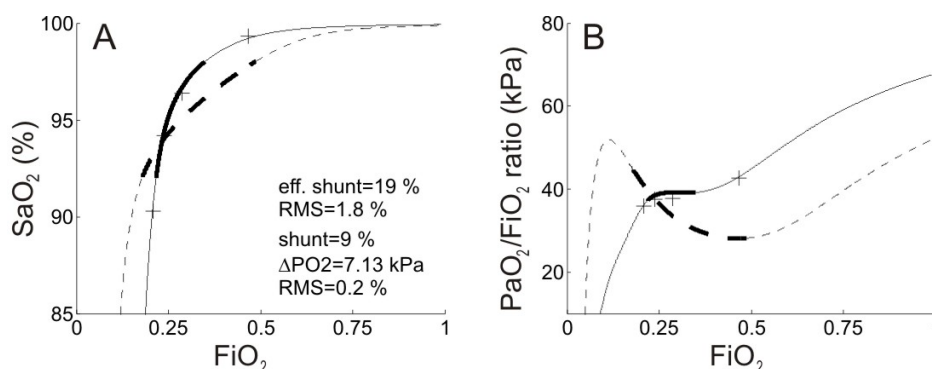 A
SaO2 (%)
100
95
90
85
0
0.25
0.5
0.75
1
FiO2
eff. shunt=19 %
RMS=1.8 %
shunt=9 %
ΔPO2=7.13 kPa
RMS=0.2 %
B
PaO2/FiO2 ratio (kPa)
80
60
40
20
0
0.25
0.5
0.75
FiO2